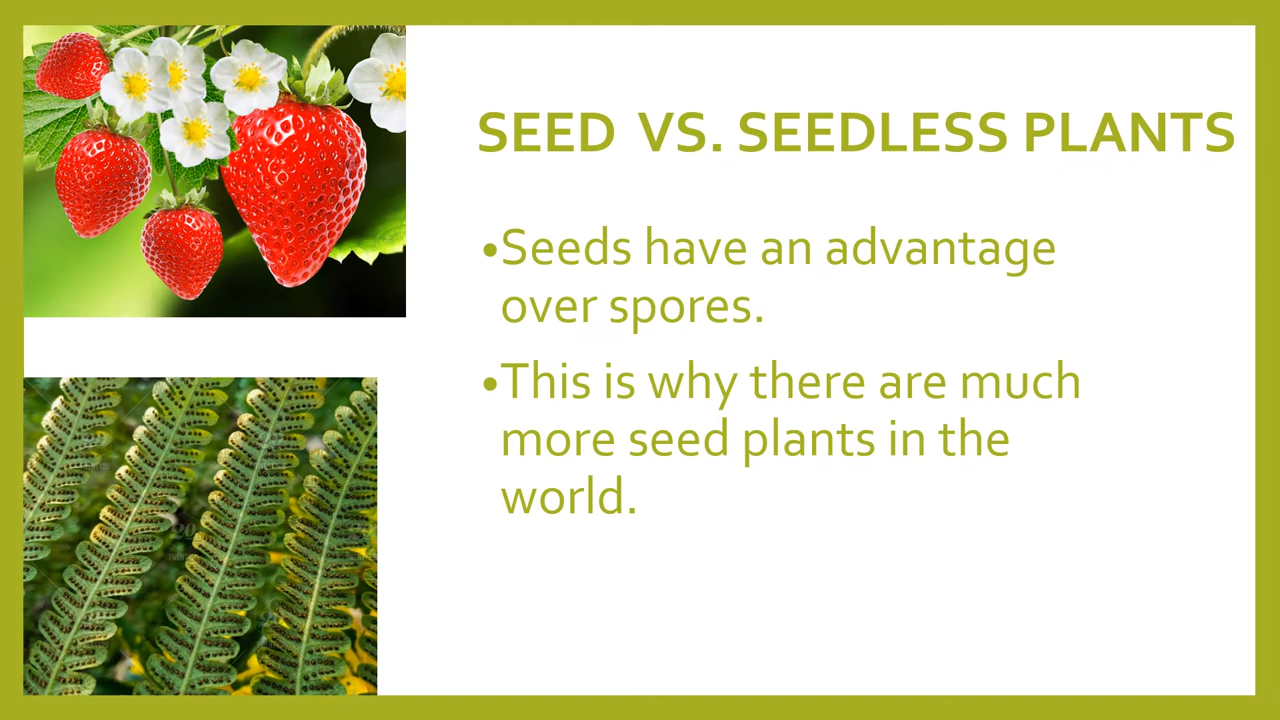 SEED  VS. SEEDLESS PLANTS
•Seeds have an advantage
over spores.
•This is why there are much
more seed plants in the
world.